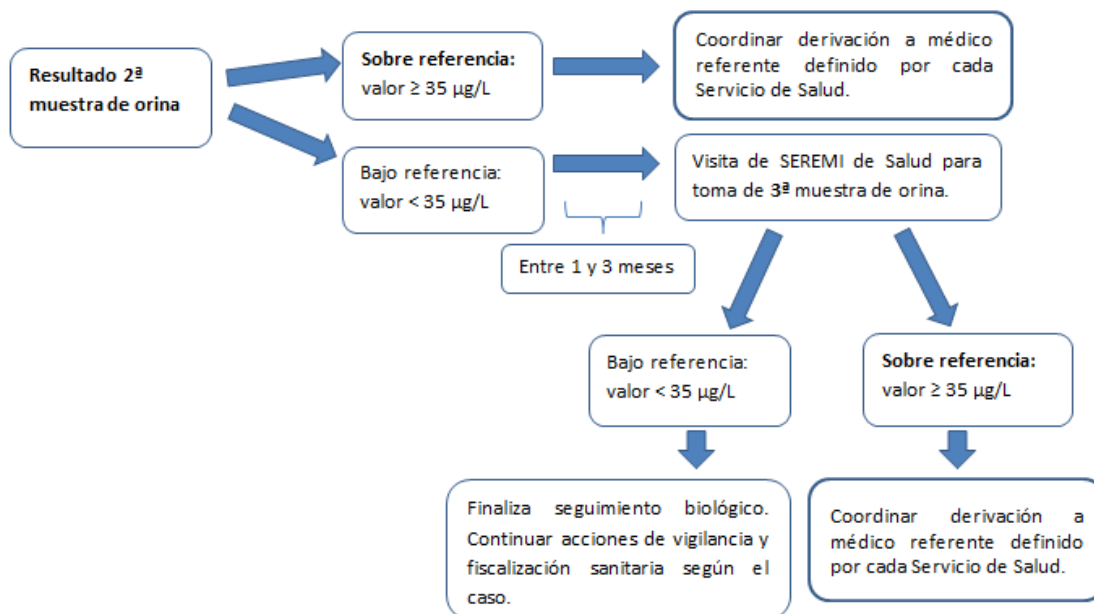 Resultado 2ª
muestra de orina
Sobre referencia:
valor ≥ 35 µg/L
Coordinar derivación a médico
referente definido por cada
Servicio de Salud.
Bajo referencia:
valor < 35 µg/L
Visita de SEREMI de Salud para
toma de 3ª muestra de orina.
Entre 1 y 3 meses
Bajo referencia:
valor < 35 µg/L
Sobre referencia:
valor ≥ 35 µg/L
Finaliza seguimiento biológico.
Continuar acciones de vigilancia y
fiscalización sanitaria según el
caso.
Coordinar derivación a
médico referente definido
por cada Servicio de Salud.